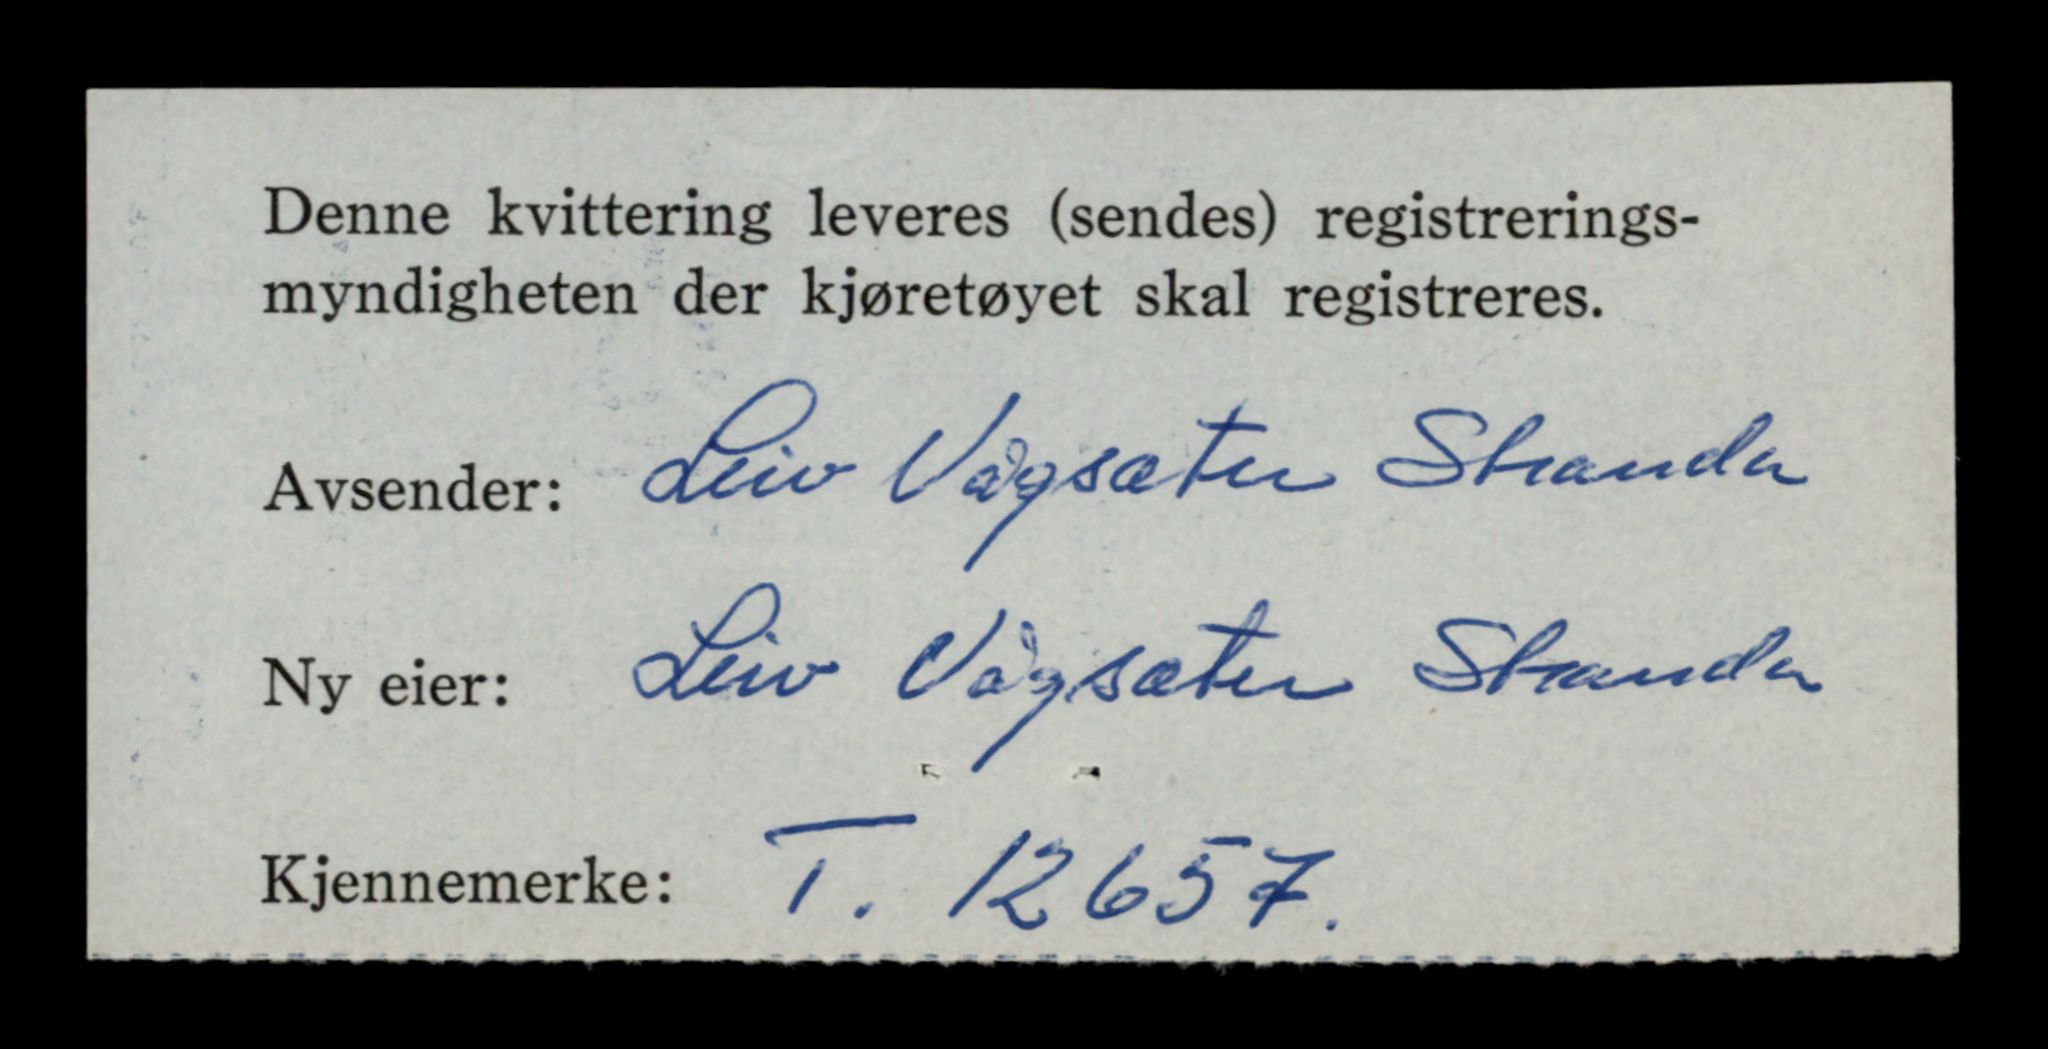 Denne kvittering leveres (sendes) registrerings-
myndigheten der kjøretøyet skal registreres.
Avsender: Leiv Vågsæter Stranda
Ny eier: Leiv Vågsæter Stranda
Kjennemerke: T. 12657.